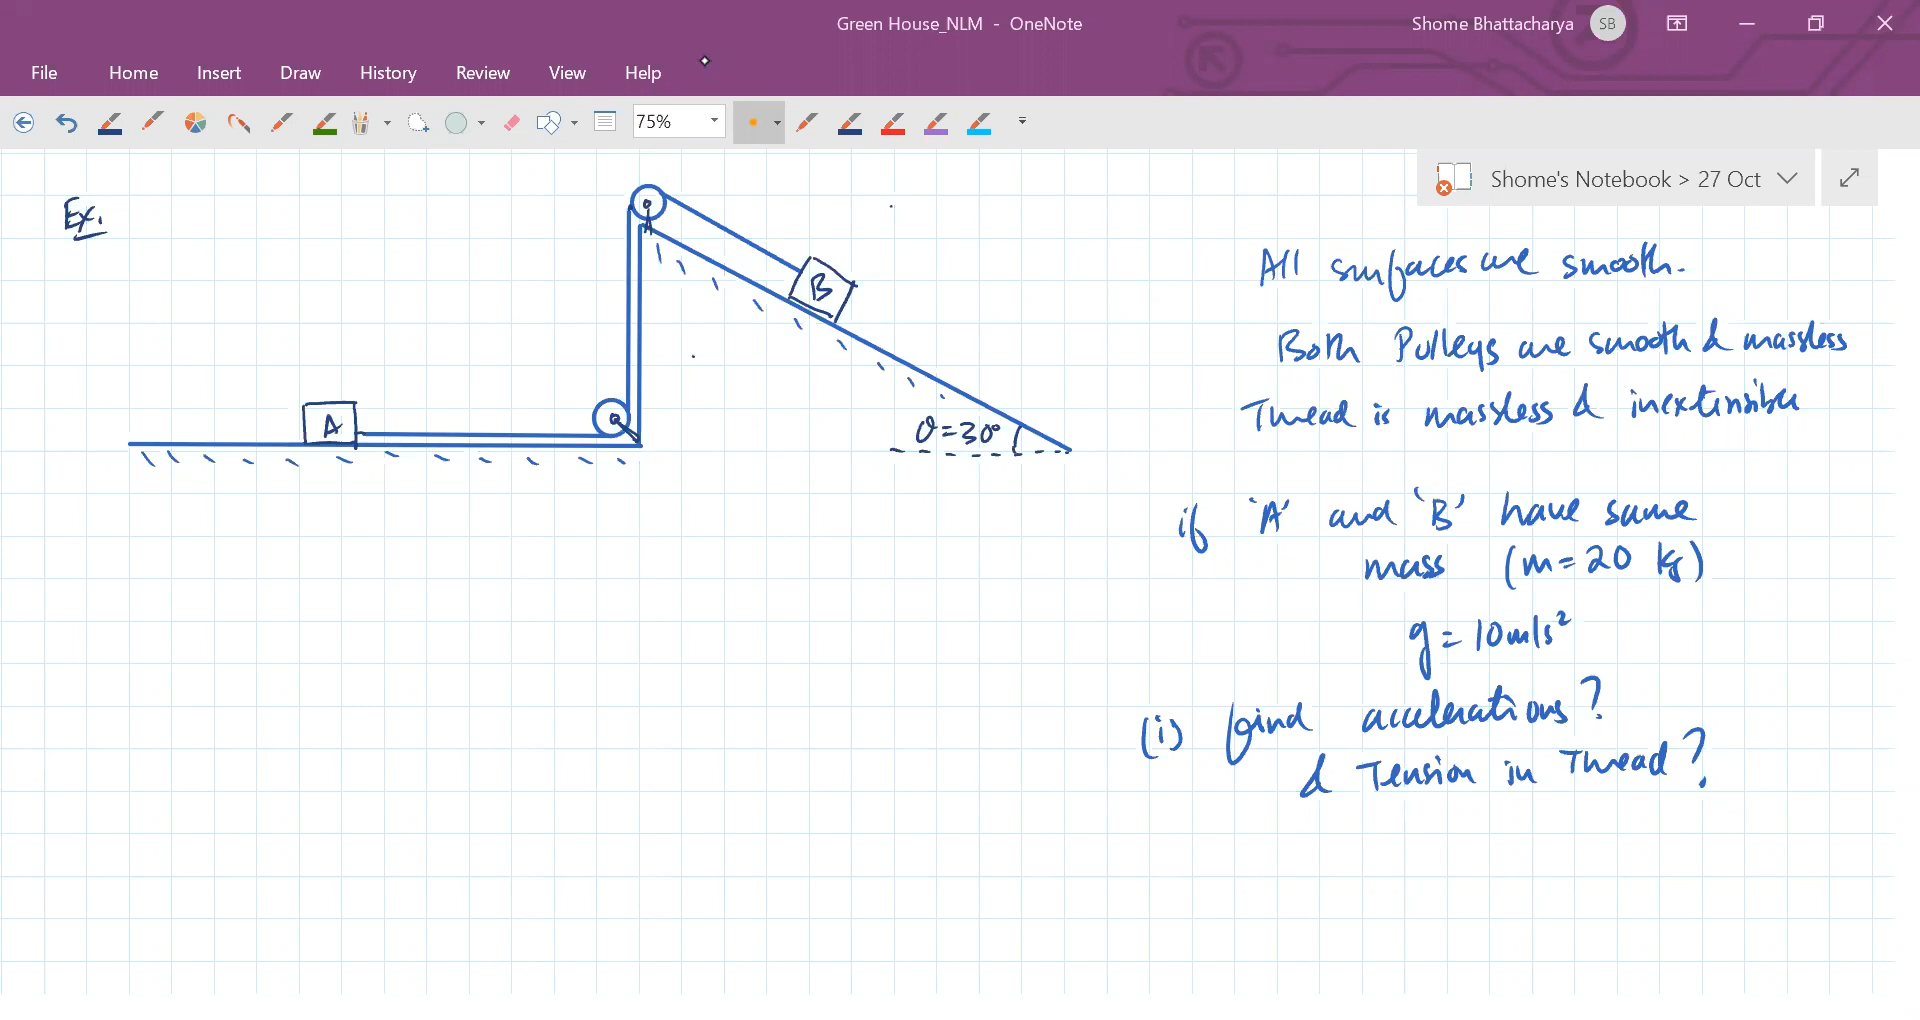 Green House_NLM - OneNote
Shome Bhattacharya
SB
File Home Insert Draw History Review View Help
75%
Shome's Notebook > 27 Oct
Ex.
A
B
θ=30°
All surfaces are smooth.
Both Pulleys are smooth & massless
Thread is massless & inextensible
if 'A' and 'B' have same
mass (m=20 kg)
g = 10m/s²
(i) find accelerations?
& Tension in Thread?